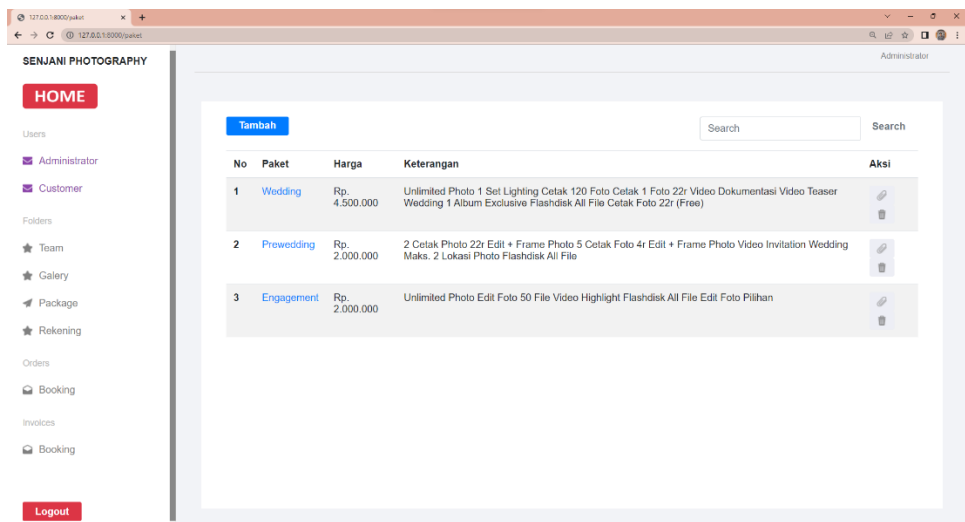 127.0.0.1:8000/paket
127.0.0.1:8000/paket
SENJANI PHOTOGRAPHY
Administrator
HOME
Users
Administrator
Customer
Folders
Team
Galery
Package
Rekening
Orders
Booking
Invoices
Booking
Logout
Tambah
Search
Search
No Paket Harga Keterangan Aksi
1 Wedding Rp. 4.500.000
Unlimited Photo 1 Set Lighting Cetak 120 Foto Cetak 1 Foto 22r Video Dokumentasi Video Teaser
Wedding 1 Album Exclusive Flashdisk All File Cetak Foto 22r (Free)
2 Prewedding Rp. 2.000.000
2 Cetak Photo 22r Edit + Frame Photo 5 Cetak Foto 4r Edit + Frame Photo Video Invitation Wedding
Maks. 2 Lokasi Photo Flashdisk All File
3 Engagement Rp. 2.000.000
Unlimited Photo Edit Foto 50 File Video Highlight Flashdisk All File Edit Foto Pilihan